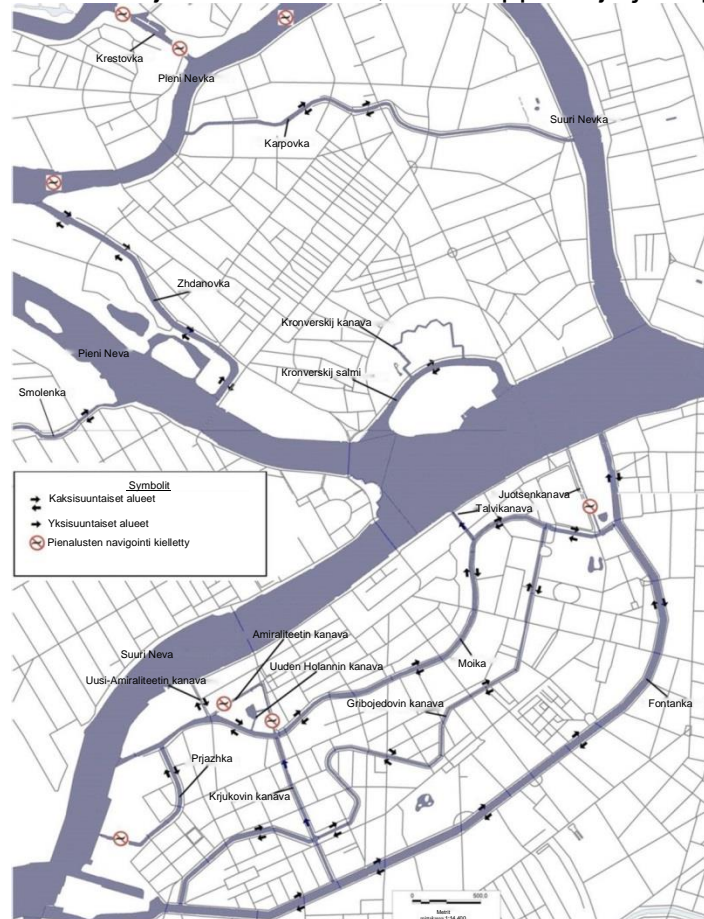 Krestovka
Pieni Nevka
Karpovka
Suuri Nevka
Zhdanovka
Kronverskij kanava
Pieni Neva
Kronverskij salmi
Smolenka
Symbolit
Kaksisuuntaiset alueet
Yksisuuntaiset alueet
Pienalusten navigointi kielletty
Juotsenkanava
Talvikanava
Amiraliteetin kanava
Suuri Neva
Uuden Holannin kanava
Moika
Uusi-Amiraliteetin kanava
Gribojedovin kanava
Fontanka
Prjazhka
Krjukovin kanava
0 500,0
Metrit